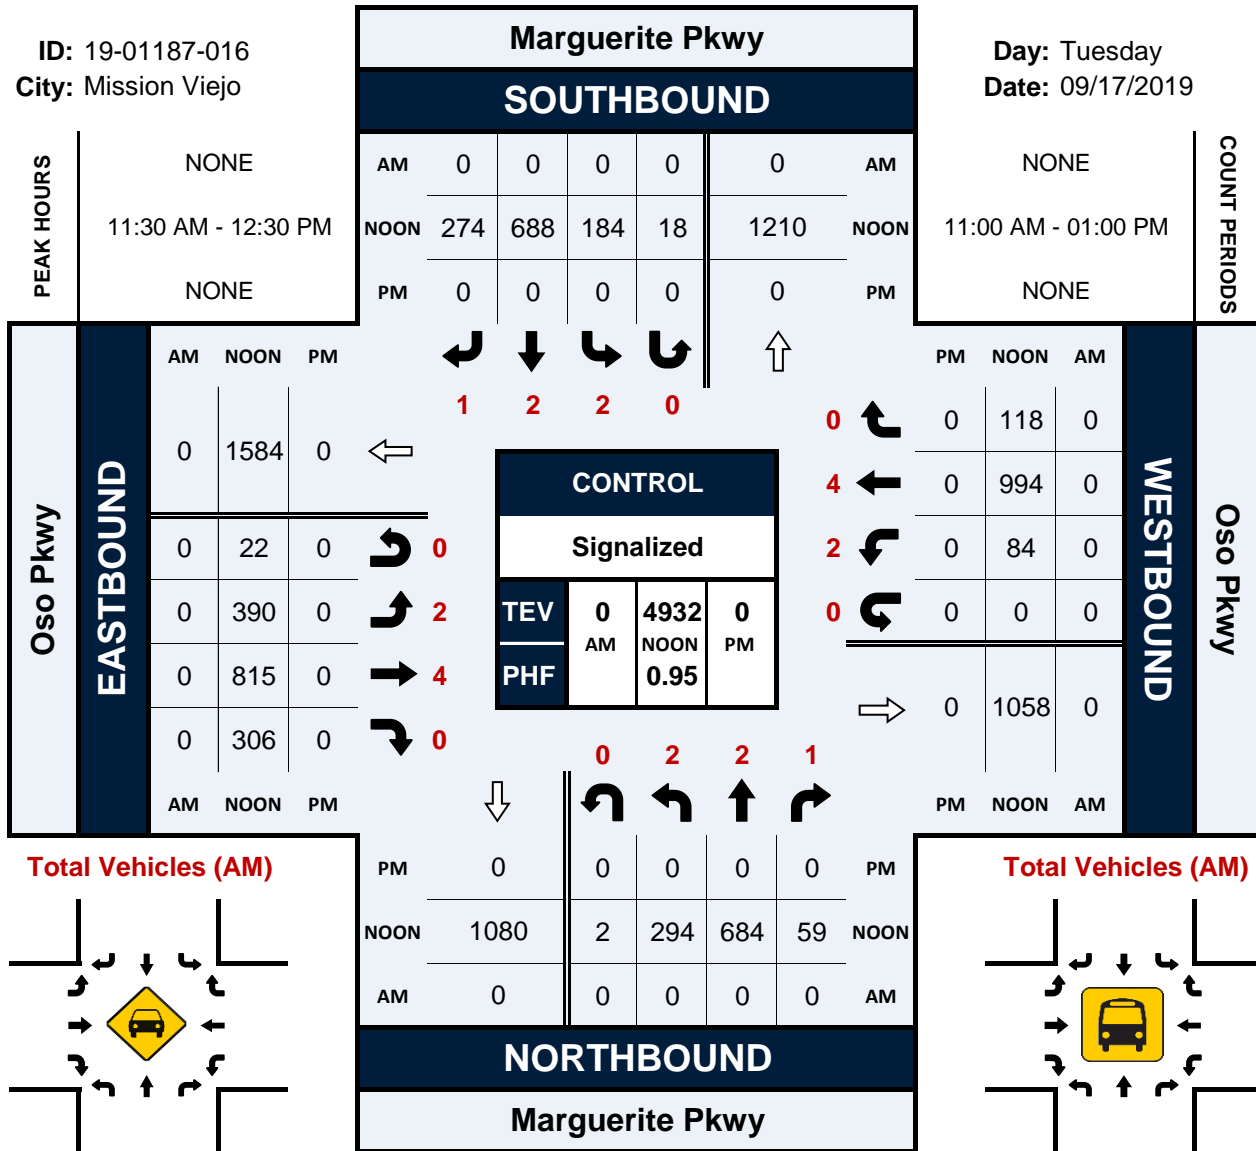 Marguerite Pkwy
SOUTHBOUND
ID: 19-01187-016
City: Mission Viejo
Day: Tuesday
Date: 09/17/2019
PEAK HOURS
NONE
11:30 AM - 12:30 PM
NONE
AM 0 0 0 0 0 AM
NOON 274 688 184 18 1210 NOON
PM 0 0 0 0 0 PM
NONE
11:00 AM - 01:00 PM
NONE
COUNT PERIODS
1 2 2 0
Oso Pkwy
EASTBOUND
AM NOON PM
0 1584 0
0 22 0 0
0 390 0 2
0 815 0 4
0 306 0 0
AM NOON PM
CONTROL
Signalized
TEV 0 4932 0
AM NOON PM
PHF 0.95
PM NOON AM
0 0 118 0
4 0 994 0
2 0 84 0
0 0 0 0
0 1058 0
PM NOON AM
WESTBOUND
Oso Pkwy
0 2 2 1
PM 0 0 0 0 0 PM
NOON 1080 2 294 684 59 NOON
AM 0 0 0 0 0 AM
NORTHBOUND
Marguerite Pkwy
Total Vehicles (AM)
Total Vehicles (AM)